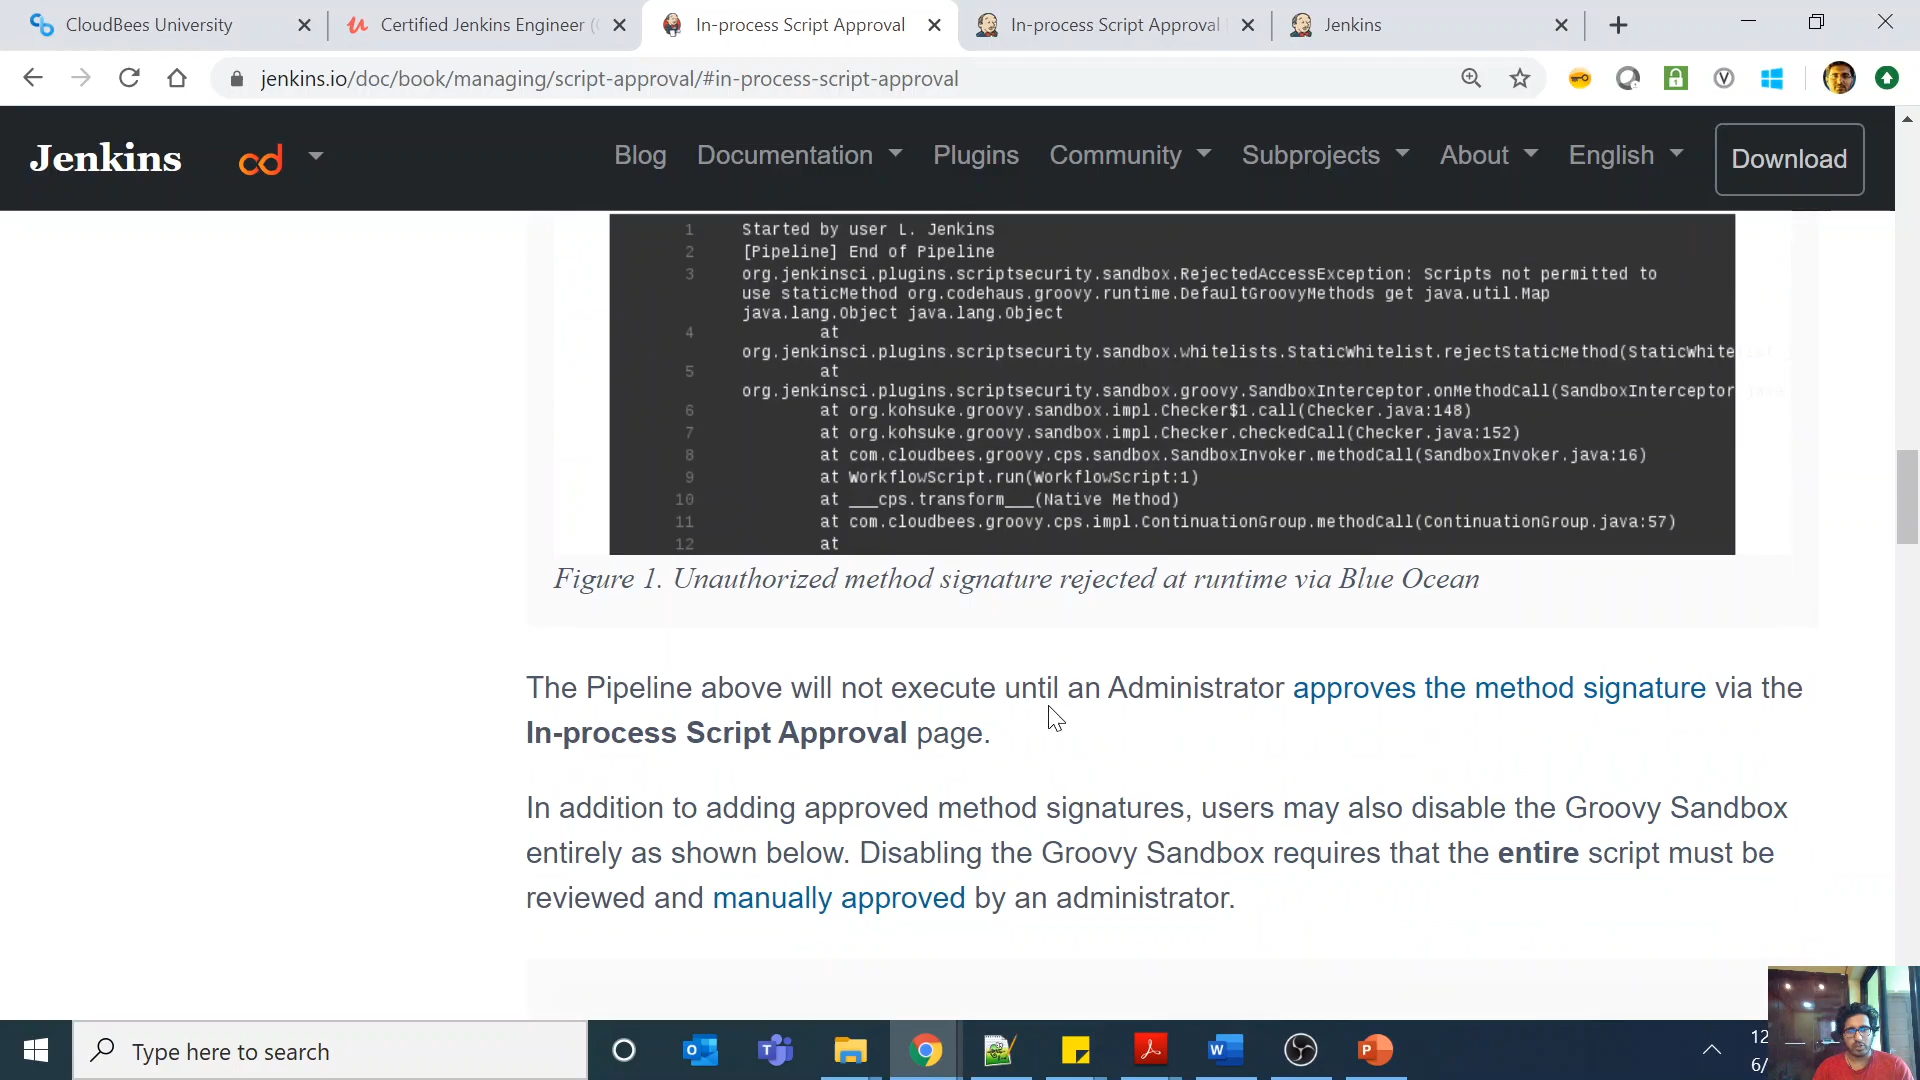 CloudBees University
Certified Jenkins Engineer (
In-process Script Approval
In-process Script Approval
Jenkins
jenkins.io/doc/book/managing/script-approval/#in-process-script-approval
Jenkins
cd
Blog
Documentation
Plugins
Community
Subprojects
About
English
Download
1 Started by user L. Jenkins
2 [Pipeline] End of Pipeline
3 org.jenkinsci.plugins.scriptsecurity.sandbox.RejectedAccessException: Scripts not permitted to
use staticMethod org.codehaus.groovy.runtime.DefaultGroovyMethods get java.util.Map
java.lang.Object java.lang.Object
4 at
org.jenkinsci.plugins.scriptsecurity.sandbox.whitelists.StaticWhitelist.rejectStaticMethod(StaticWhitelist
5 at
org.jenkinsci.plugins.scriptsecurity.sandbox.groovy.SandboxInterceptor.onMethodCall(SandboxInterceptor
6 at org.kohsuke.groovy.sandbox.impl.Checker$1.call(Checker.java:148)
7 at org.kohsuke.groovy.sandbox.impl.Checker.checkedCall(Checker.java:152)
8 at com.cloudbees.groovy.cps.sandbox.SandboxInvoker.methodCall(SandboxInvoker.java:16)
9 at WorkflowScript.run(WorkflowScript:1)
10 at ___cps.transform___(Native Method)
11 at com.cloudbees.groovy.cps.impl.ContinuationGroup.methodCall(ContinuationGroup.java:57)
12 at
Figure 1. Unauthorized method signature rejected at runtime via Blue Ocean
The Pipeline above will not execute until an Administrator approves the method signature via the
In-process Script Approval page.
In addition to adding approved method signatures, users may also disable the Groovy Sandbox
entirely as shown below. Disabling the Groovy Sandbox requires that the entire script must be
reviewed and manually approved by an administrator.
Type here to search
12
6/